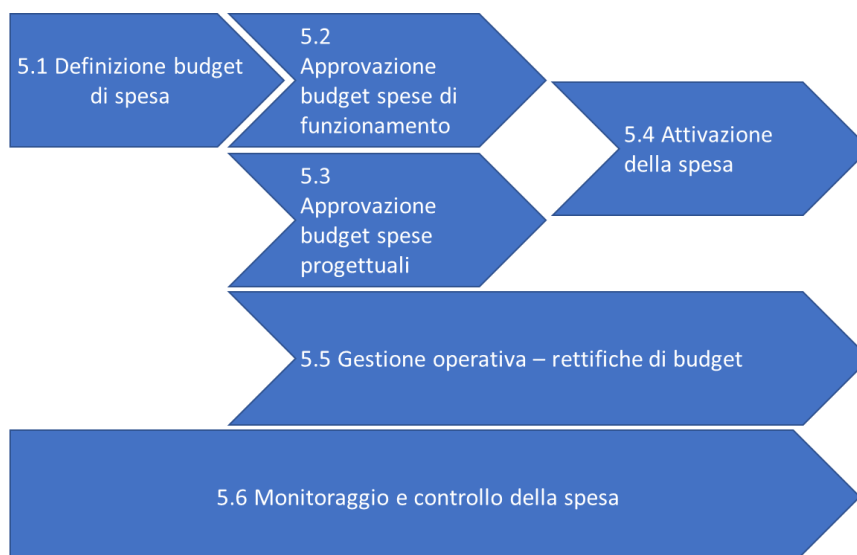 5.1 Definizione budget
di spesa
5.2
Approvazione
budget spese di
funzionamento
5.3
Approvazione
budget spese
progettuali
5.4 Attivazione
della spesa
5.5 Gestione operativa – rettifiche di budget
5.6 Monitoraggio e controllo della spesa